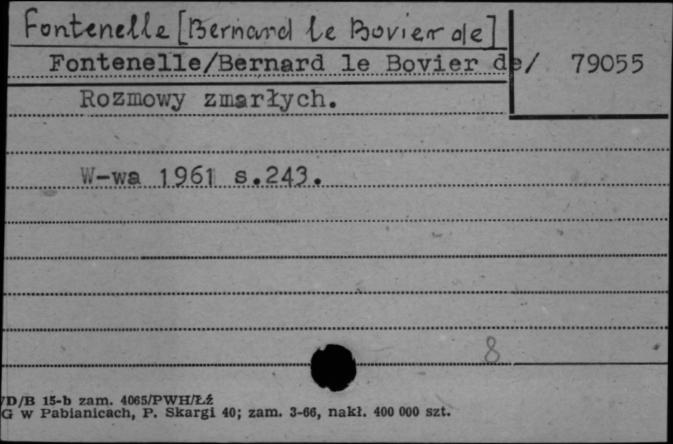 Fontenelle [Bernard le Bovier de]
Fontenelle/Bernard le Bovier de/ 79055
Rozmowy zmarłych.
W-wa 1961 s.243.
8
/D/B 15-b zam. 4065/PWH/Łź
G w Pabianicach, P. Skargi 40; zam. 3-66, nakł. 400 000 szt.